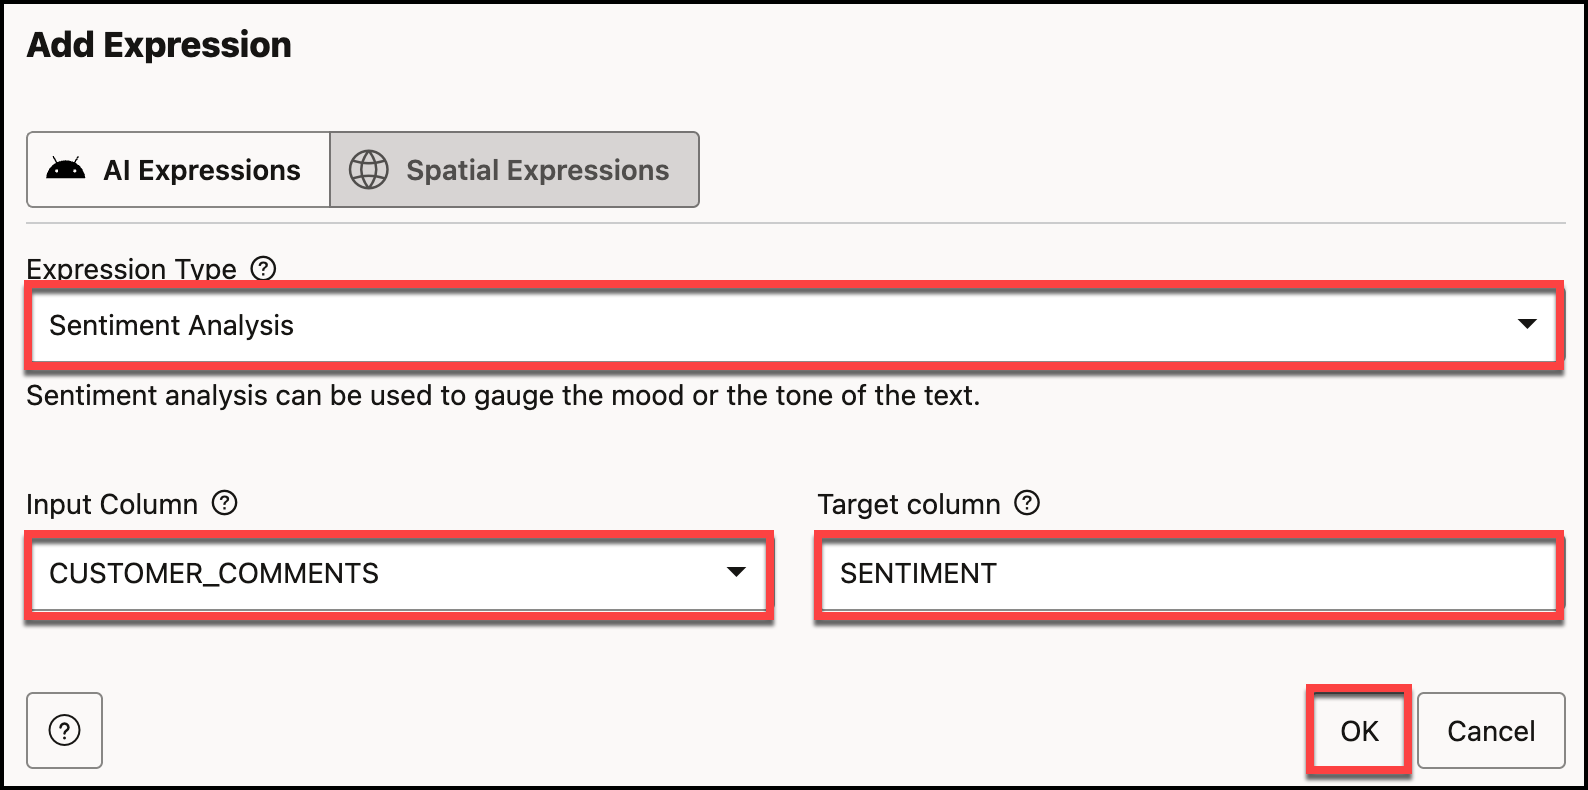 Add Expression
AI Expressions
Spatial Expressions
Expression Type ?
Sentiment Analysis
Sentiment analysis can be used to gauge the mood or the tone of the text.
Input Column ?
Target column ?
CUSTOMER_COMMENTS
SENTIMENT
?
OK
Cancel